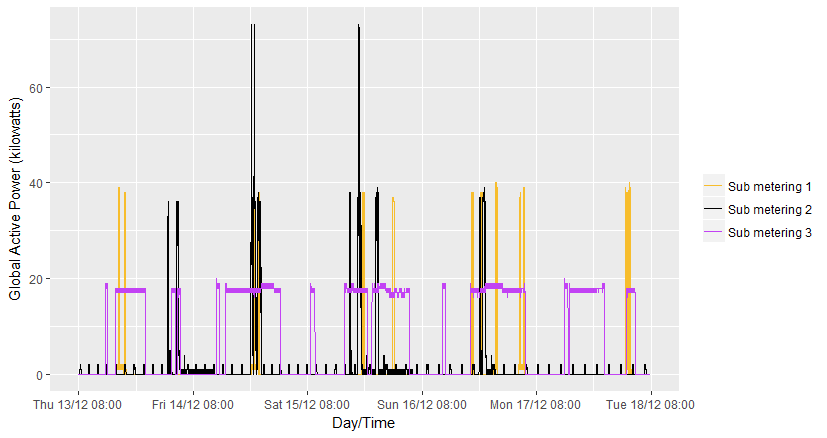 Global Active Power (kilowatts)
60
40
20
0
Thu 13/12 08:00 Fri 14/12 08:00 Sat 15/12 08:00 Sun 16/12 08:00 Mon 17/12 08:00 Tue 18/12 08:00
Day/Time
Sub metering 1
Sub metering 2
Sub metering 3